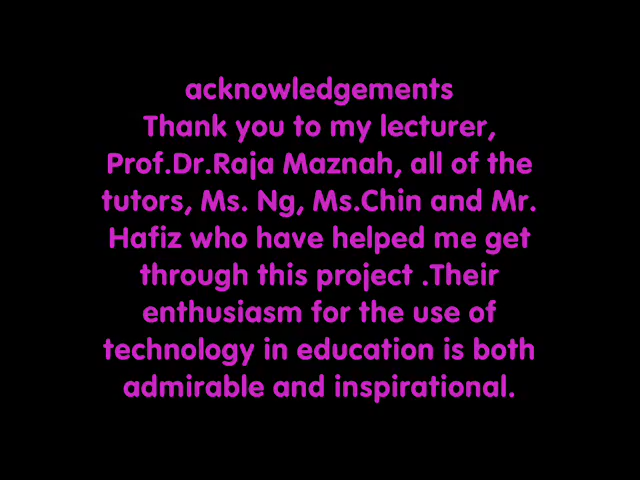 acknowledgements
Thank you to my lecturer,
Prof.Dr.Raja Maznah, all of the
tutors, Ms. Ng, Ms.Chin and Mr.
Hafiz who have helped me get
through this project .Their
enthusiasm for the use of
technology in education is both
admirable and inspirational.